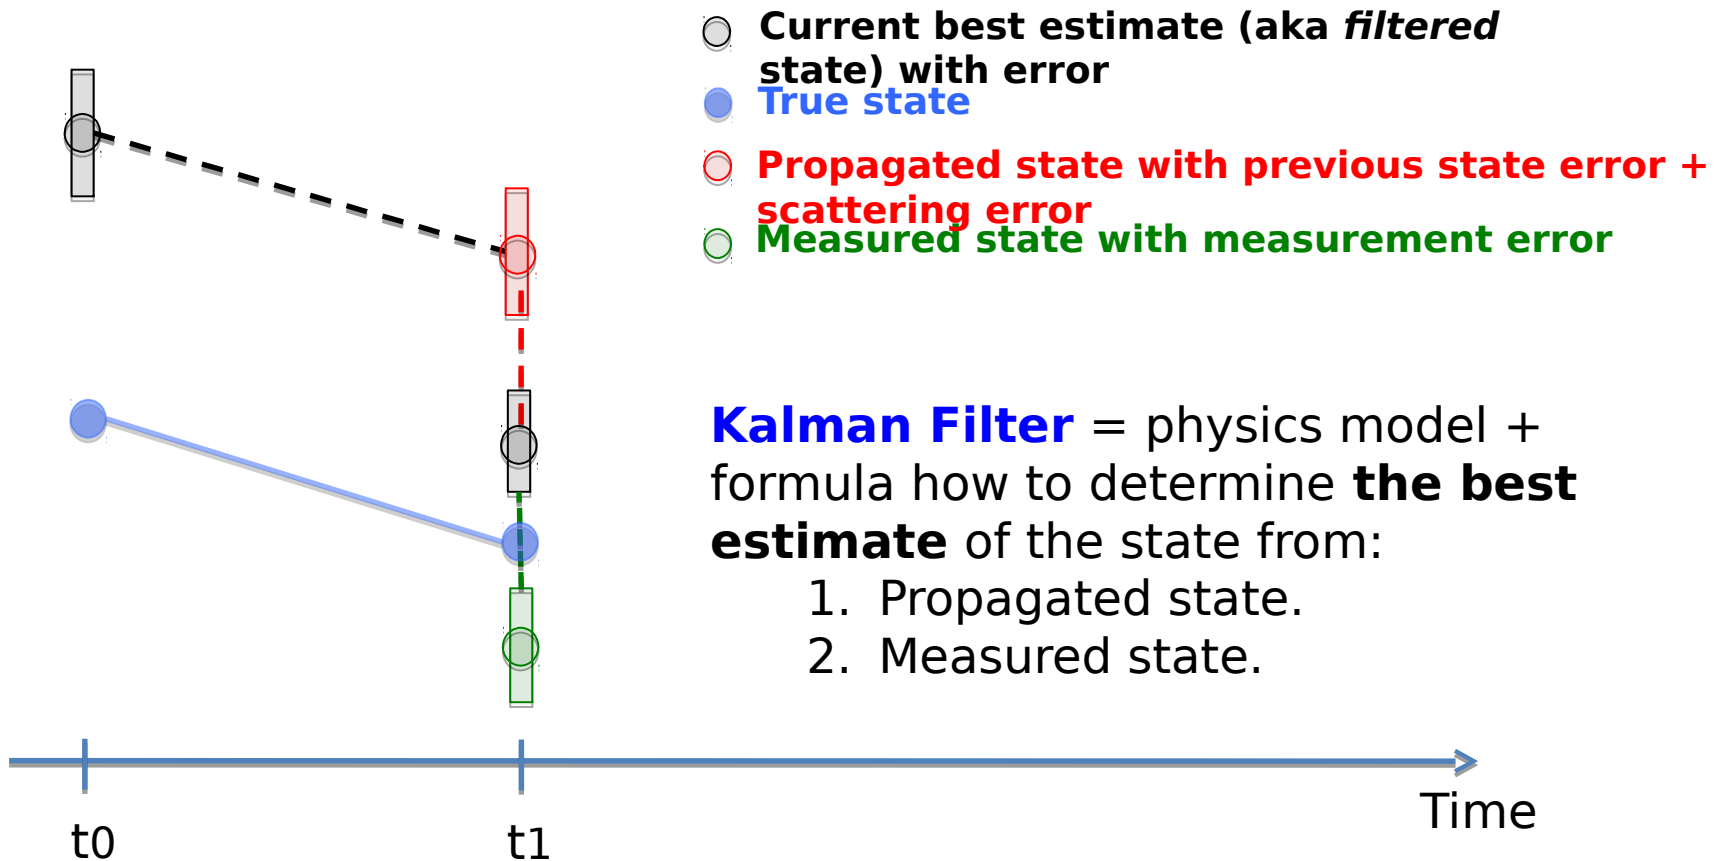 Current best estimate (aka filtered
state) with error
True state
Propagated state with previous state error +
scattering error
Measured state with measurement error
Kalman Filter = physics model +
formula how to determine the best
estimate of the state from:
1. Propagated state.
2. Measured state.
Time
t0
t1